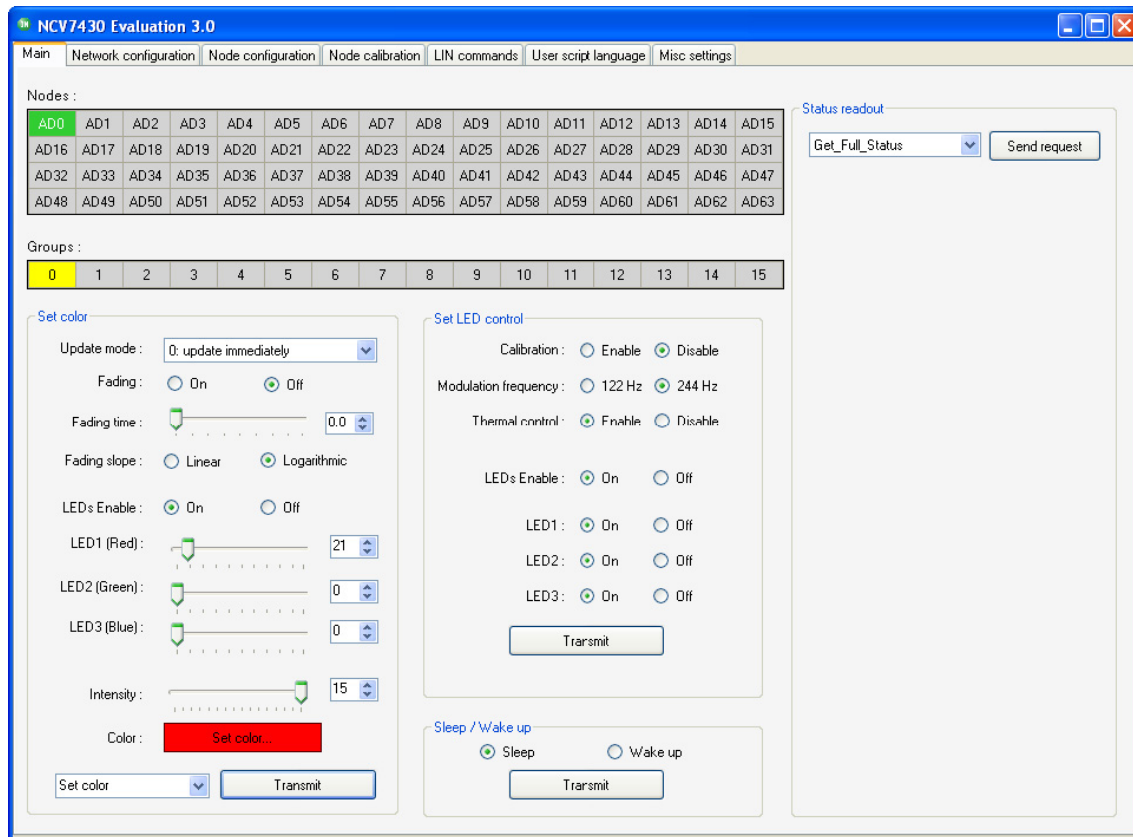 NCV7430 Evaluation 3.0
Main Network configuration Node configuration Node calibration LIN commands User script language Misc settings
Nodes :
AD0 AD1 AD2 AD3 AD4 AD5 AD6 AD7 AD8 AD9 AD10 AD11 AD12 AD13 AD14 AD15
AD16 AD17 AD18 AD19 AD20 AD21 AD22 AD23 AD24 AD25 AD26 AD27 AD28 AD29 AD30 AD31
AD32 AD33 AD34 AD35 AD36 AD37 AD38 AD39 AD40 AD41 AD42 AD43 AD44 AD45 AD46 AD47
AD48 AD49 AD50 AD51 AD52 AD53 AD54 AD55 AD56 AD57 AD58 AD59 AD60 AD61 AD62 AD63
Groups :
0 1 2 3 4 5 6 7 8 9 10 11 12 13 14 15
Set color
Update mode : 0: update immediately
Fading : On Off
Fading time : 0.0
Fading slope : Linear Logarithmic
LEDs Enable : On Off
LED1 (Red) : 21
LED2 (Green) : 0
LED3 (Blue) : 0
Intensity : 15
Color : Set color...
Set color Transmit
Set LED control
Calibration : Enable Disable
Modulation frequency : 122 Hz 244 Hz
Thermal control : Enable Disable
LEDs Enable : On Off
LED1 : On Off
LED2 : On Off
LED3 : On Off
Transmit
Sleep / Wake up
Sleep Wake up
Transmit
Status readout
Get_Full_Status Send request